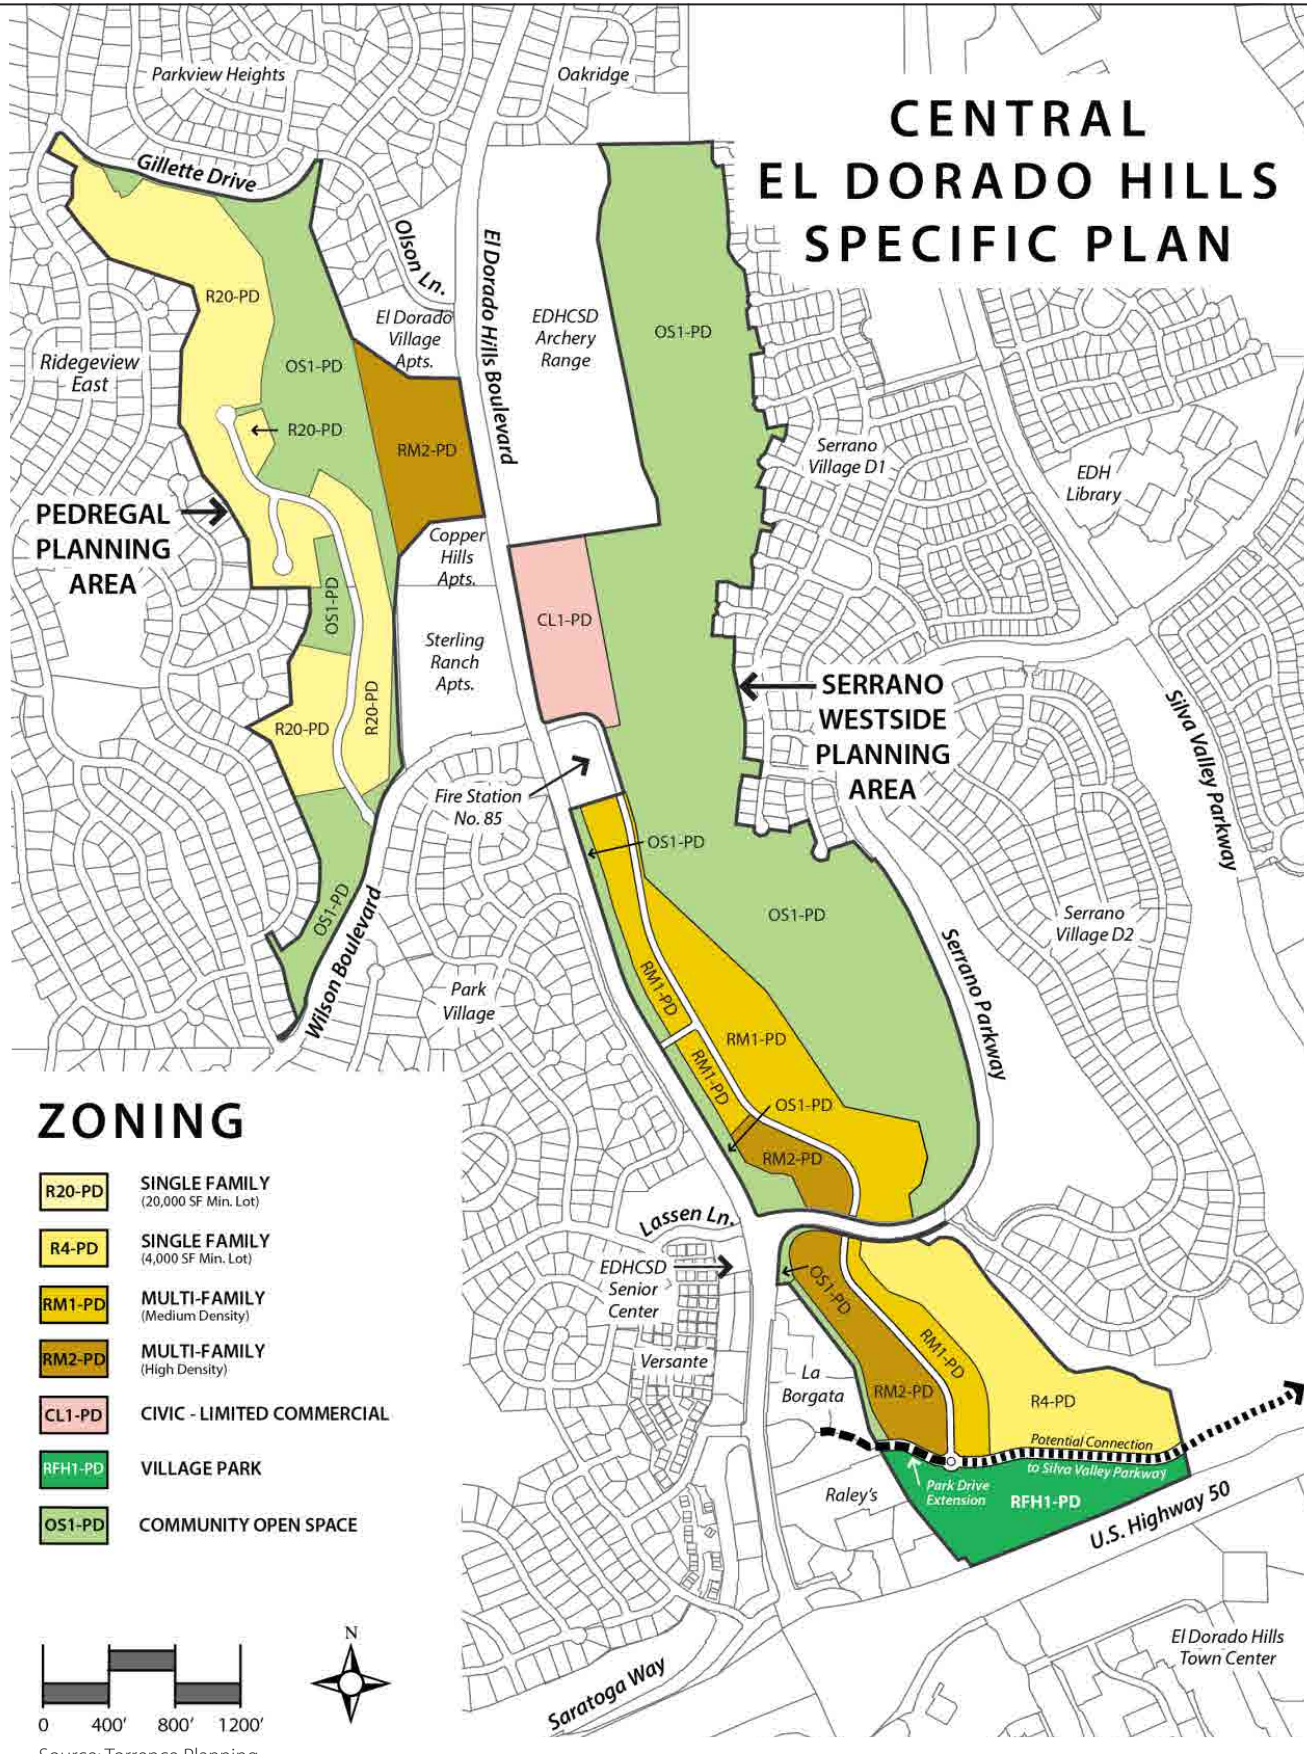 CENTRAL
EL DORADO HILLS
SPECIFIC PLAN
Parkview Heights
Oakridge
Gillette Drive
Olson Ln.
El Dorado Hills Boulevard
R20-PD
El Dorado
Village
Apts.
EDHCSD
Archery
Range
OS1-PD
Ridgeview
East
OS1-PD
R20-PD
RM2-PD
Serrano
Village D1
EDH
Library
PEDREGAL
PLANNING
AREA
Copper
Hills
Apts.
OS1-PD
CL1-PD
Sterling
Ranch
Apts.
SERRANO
WESTSIDE
PLANNING
AREA
Silva Valley Parkway
R20-PD
R20-PD
Fire Station
No. 85
OS1-PD
OS1-PD
OS1-PD
Wilson Boulevard
Serrano
Village D2
Serrano Parkway
Park
Village
RM1-PD
RM1-PD
RM1-PD
OS1-PD
RM2-PD
Lassen Ln.
EDHCSD
Senior
Center
OS1-PD
RM1-PD
Versante
La
Borgata
RM2-PD
R4-PD
Potential Connection
to Silva Valley Parkway
Park Drive
Extension
RFH1-PD
Raley's
U.S. Highway 50
El Dorado Hills
Town Center
Saratoga Way
ZONING
R20-PD SINGLE FAMILY
(20,000 SF Min. Lot)
R4-PD SINGLE FAMILY
(4,000 SF Min. Lot)
RM1-PD MULTI-FAMILY
(Medium Density)
RM2-PD MULTI-FAMILY
(High Density)
CL1-PD CIVIC - LIMITED COMMERCIAL
RFH1-PD VILLAGE PARK
OS1-PD COMMUNITY OPEN SPACE
N
0 400' 800' 1200'
Source: Torrence Planning